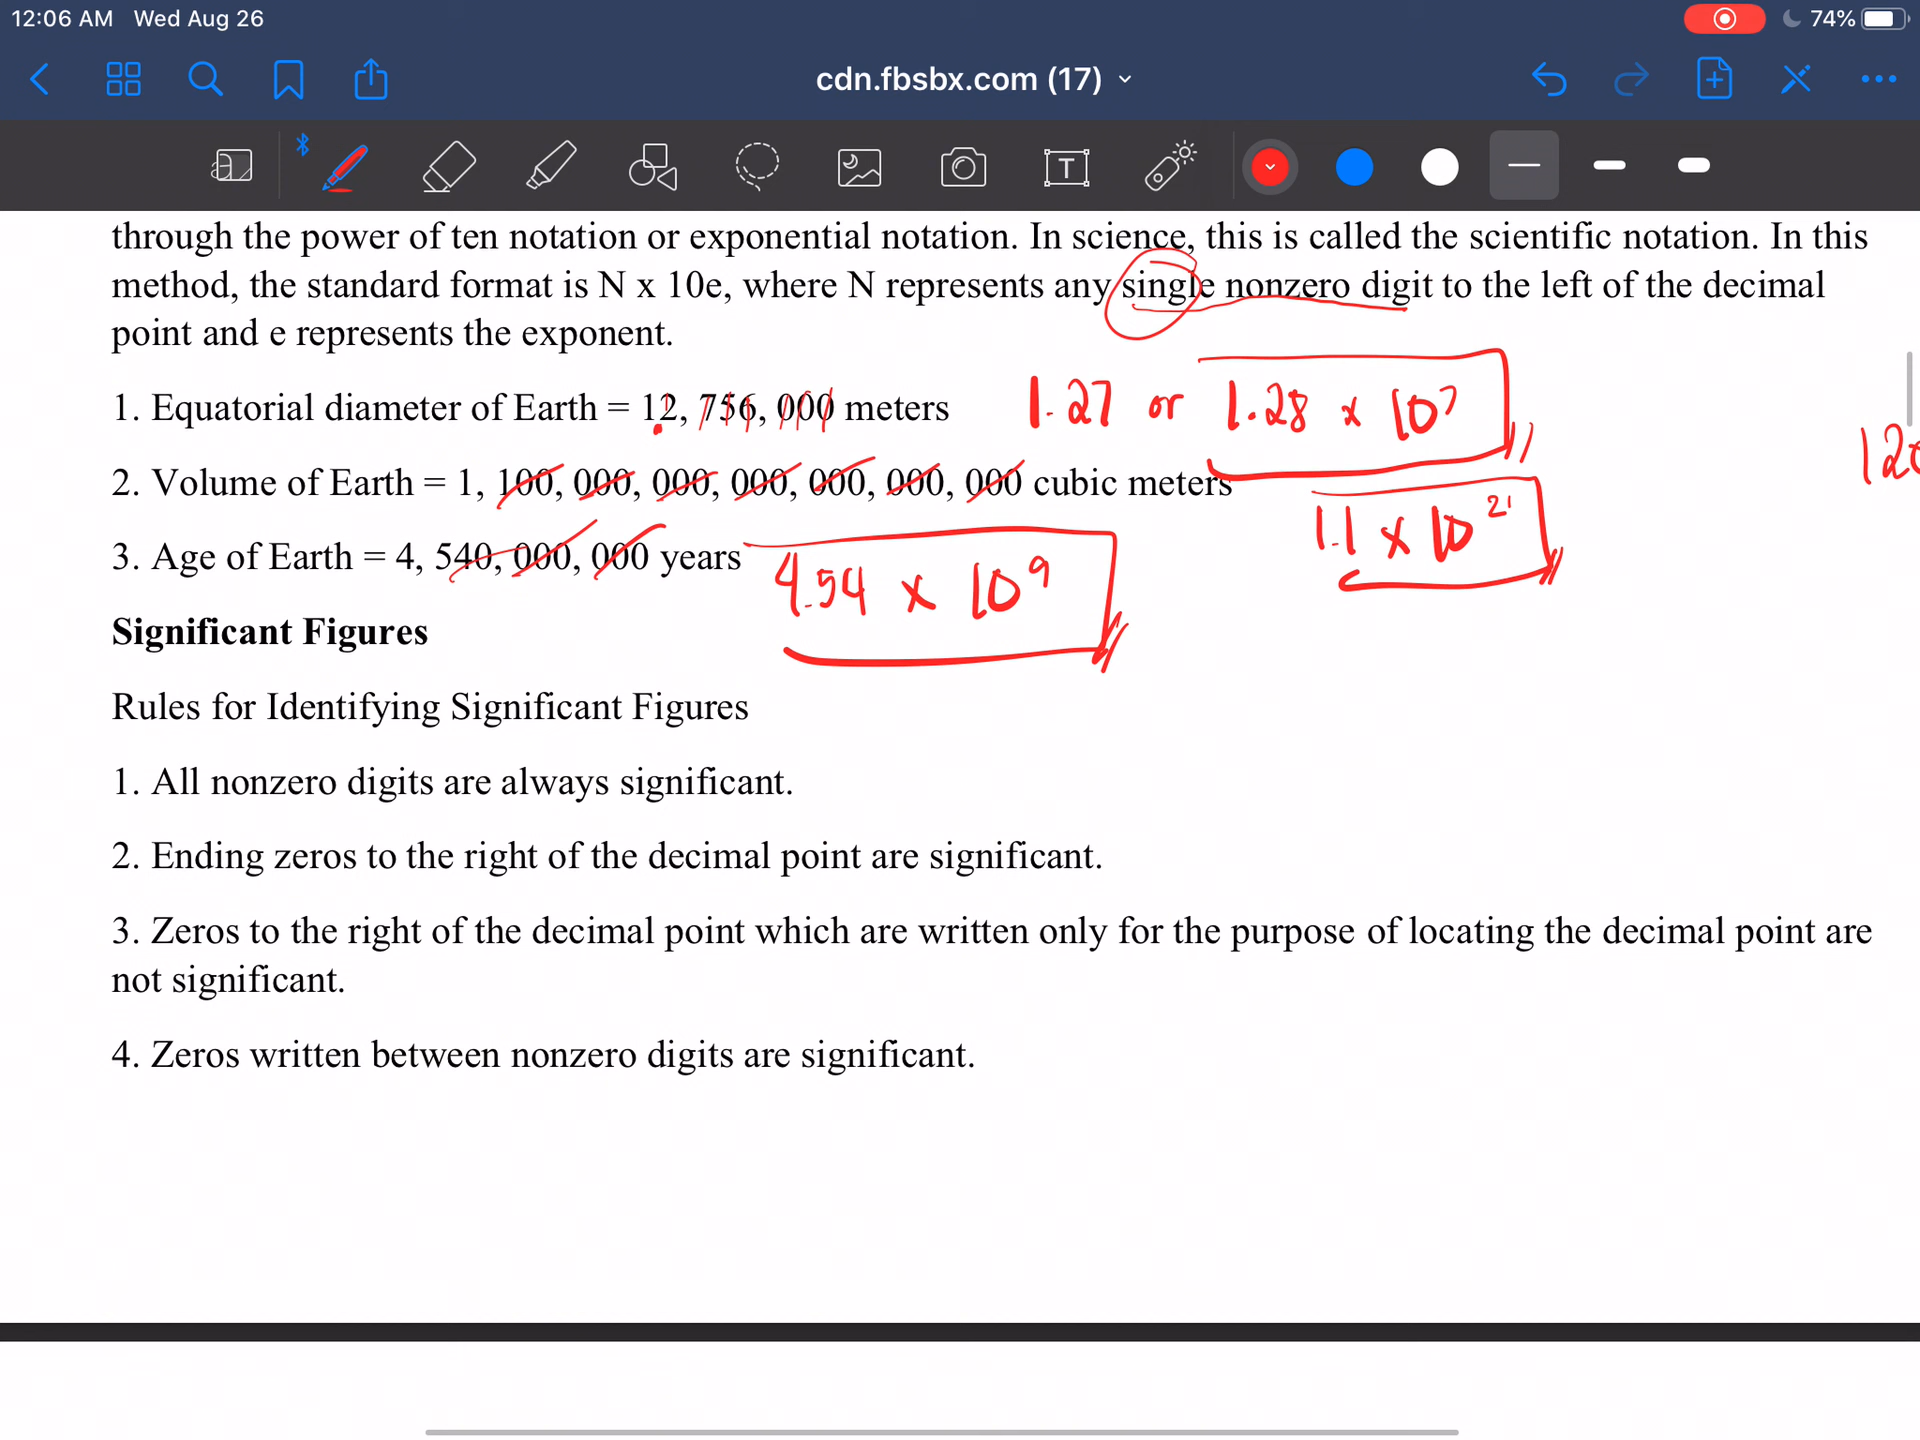 12:06 AM Wed Aug 26
74%
cdn.fbsbx.com (17)
T
through the power of ten notation or exponential notation. In science, this is called the scientific notation. In this
method, the standard format is N x 10e, where N represents any single nonzero digit to the left of the decimal
point and e represents the exponent.
1. Equatorial diameter of Earth = 12, 756, 000 meters 1.27 or 1.28 x 10⁷
2. Volume of Earth = 1, 100, 000, 000, 000, 000, 000, 000 cubic meters
1.1 x 10²¹
3. Age of Earth = 4, 540, 000, 000 years 4.54 x 10⁹
Significant Figures
Rules for Identifying Significant Figures
1. All nonzero digits are always significant.
2. Ending zeros to the right of the decimal point are significant.
3. Zeros to the right of the decimal point which are written only for the purpose of locating the decimal point are
not significant.
4. Zeros written between nonzero digits are significant.